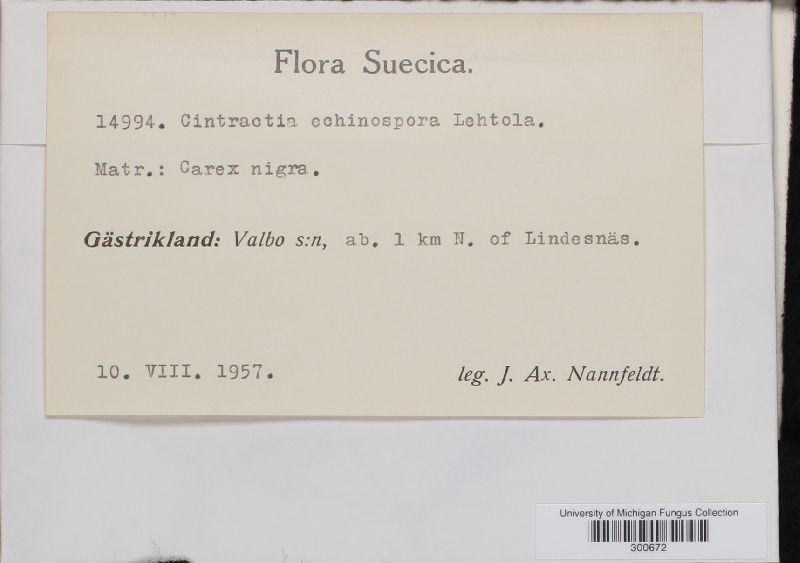 Flora Suecica.
14994. Cintractia echinospora Lehtola.
Matr.: Carex nigra.
Gästrikland: Valbo s:n, ab. 1 km N. of Lindesnäs.
10. VIII. 1957. leg. J. Ax. Nannfeldt.
University of Michigan Fungus Collection
300672